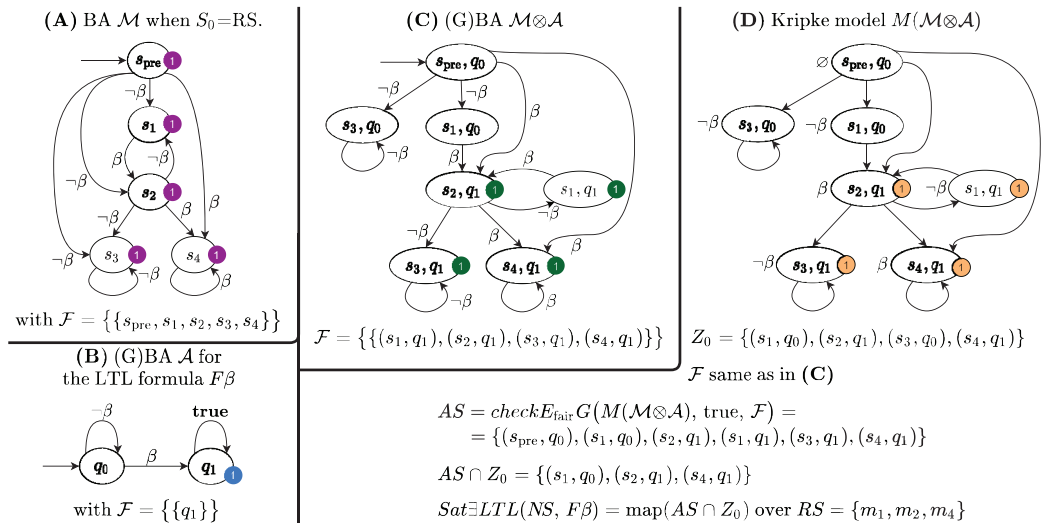 (A) BA ℳ when S₀=RS.
s_pre 1
¬β
s₁ 1
β ¬β
¬β
s₂ 1
¬β β β
s₃ 1 s₄ 1
¬β ¬β β
with ℱ = {{s_pre, s₁, s₂, s₃, s₄}}
(B) (G)BA 𝒜 for
the LTL formula Fβ
¬β true
q₀ β q₁ 1
with ℱ = {{q₁}}
(C) (G)BA ℳ⊗𝒜
s_pre, q₀
¬β ¬β β
s₃, q₀ s₁, q₀
¬β β β
s₂, q₁ 1 s₁, q₁ 1
¬β
¬β β β
s₃, q₁ 1 s₄, q₁ 1
¬β β
ℱ = {{(s₁, q₁), (s₂, q₁), (s₃, q₁), (s₄, q₁)}}
(D) Kripke model M(ℳ⊗𝒜)
∅ s_pre, q₀
¬β s₃, q₀ ¬β s₁, q₀
β s₂, q₁ 1 ¬β s₁, q₁ 1
¬β s₃, q₁ 1 β s₄, q₁ 1
Z₀ = {(s₁, q₀), (s₂, q₁), (s₃, q₀), (s₄, q₁)}
ℱ same as in (C)
AS = checkE_fair G(M(ℳ⊗𝒜), true, ℱ) =
= {(s_pre, q₀), (s₁, q₀), (s₂, q₁), (s₁, q₁), (s₃, q₁), (s₄, q₁)}
AS ∩ Z₀ = {(s₁, q₀), (s₂, q₁), (s₄, q₁)}
Sat∃LTL(NS, Fβ) = map(AS ∩ Z₀) over RS = {m₁, m₂, m₄}